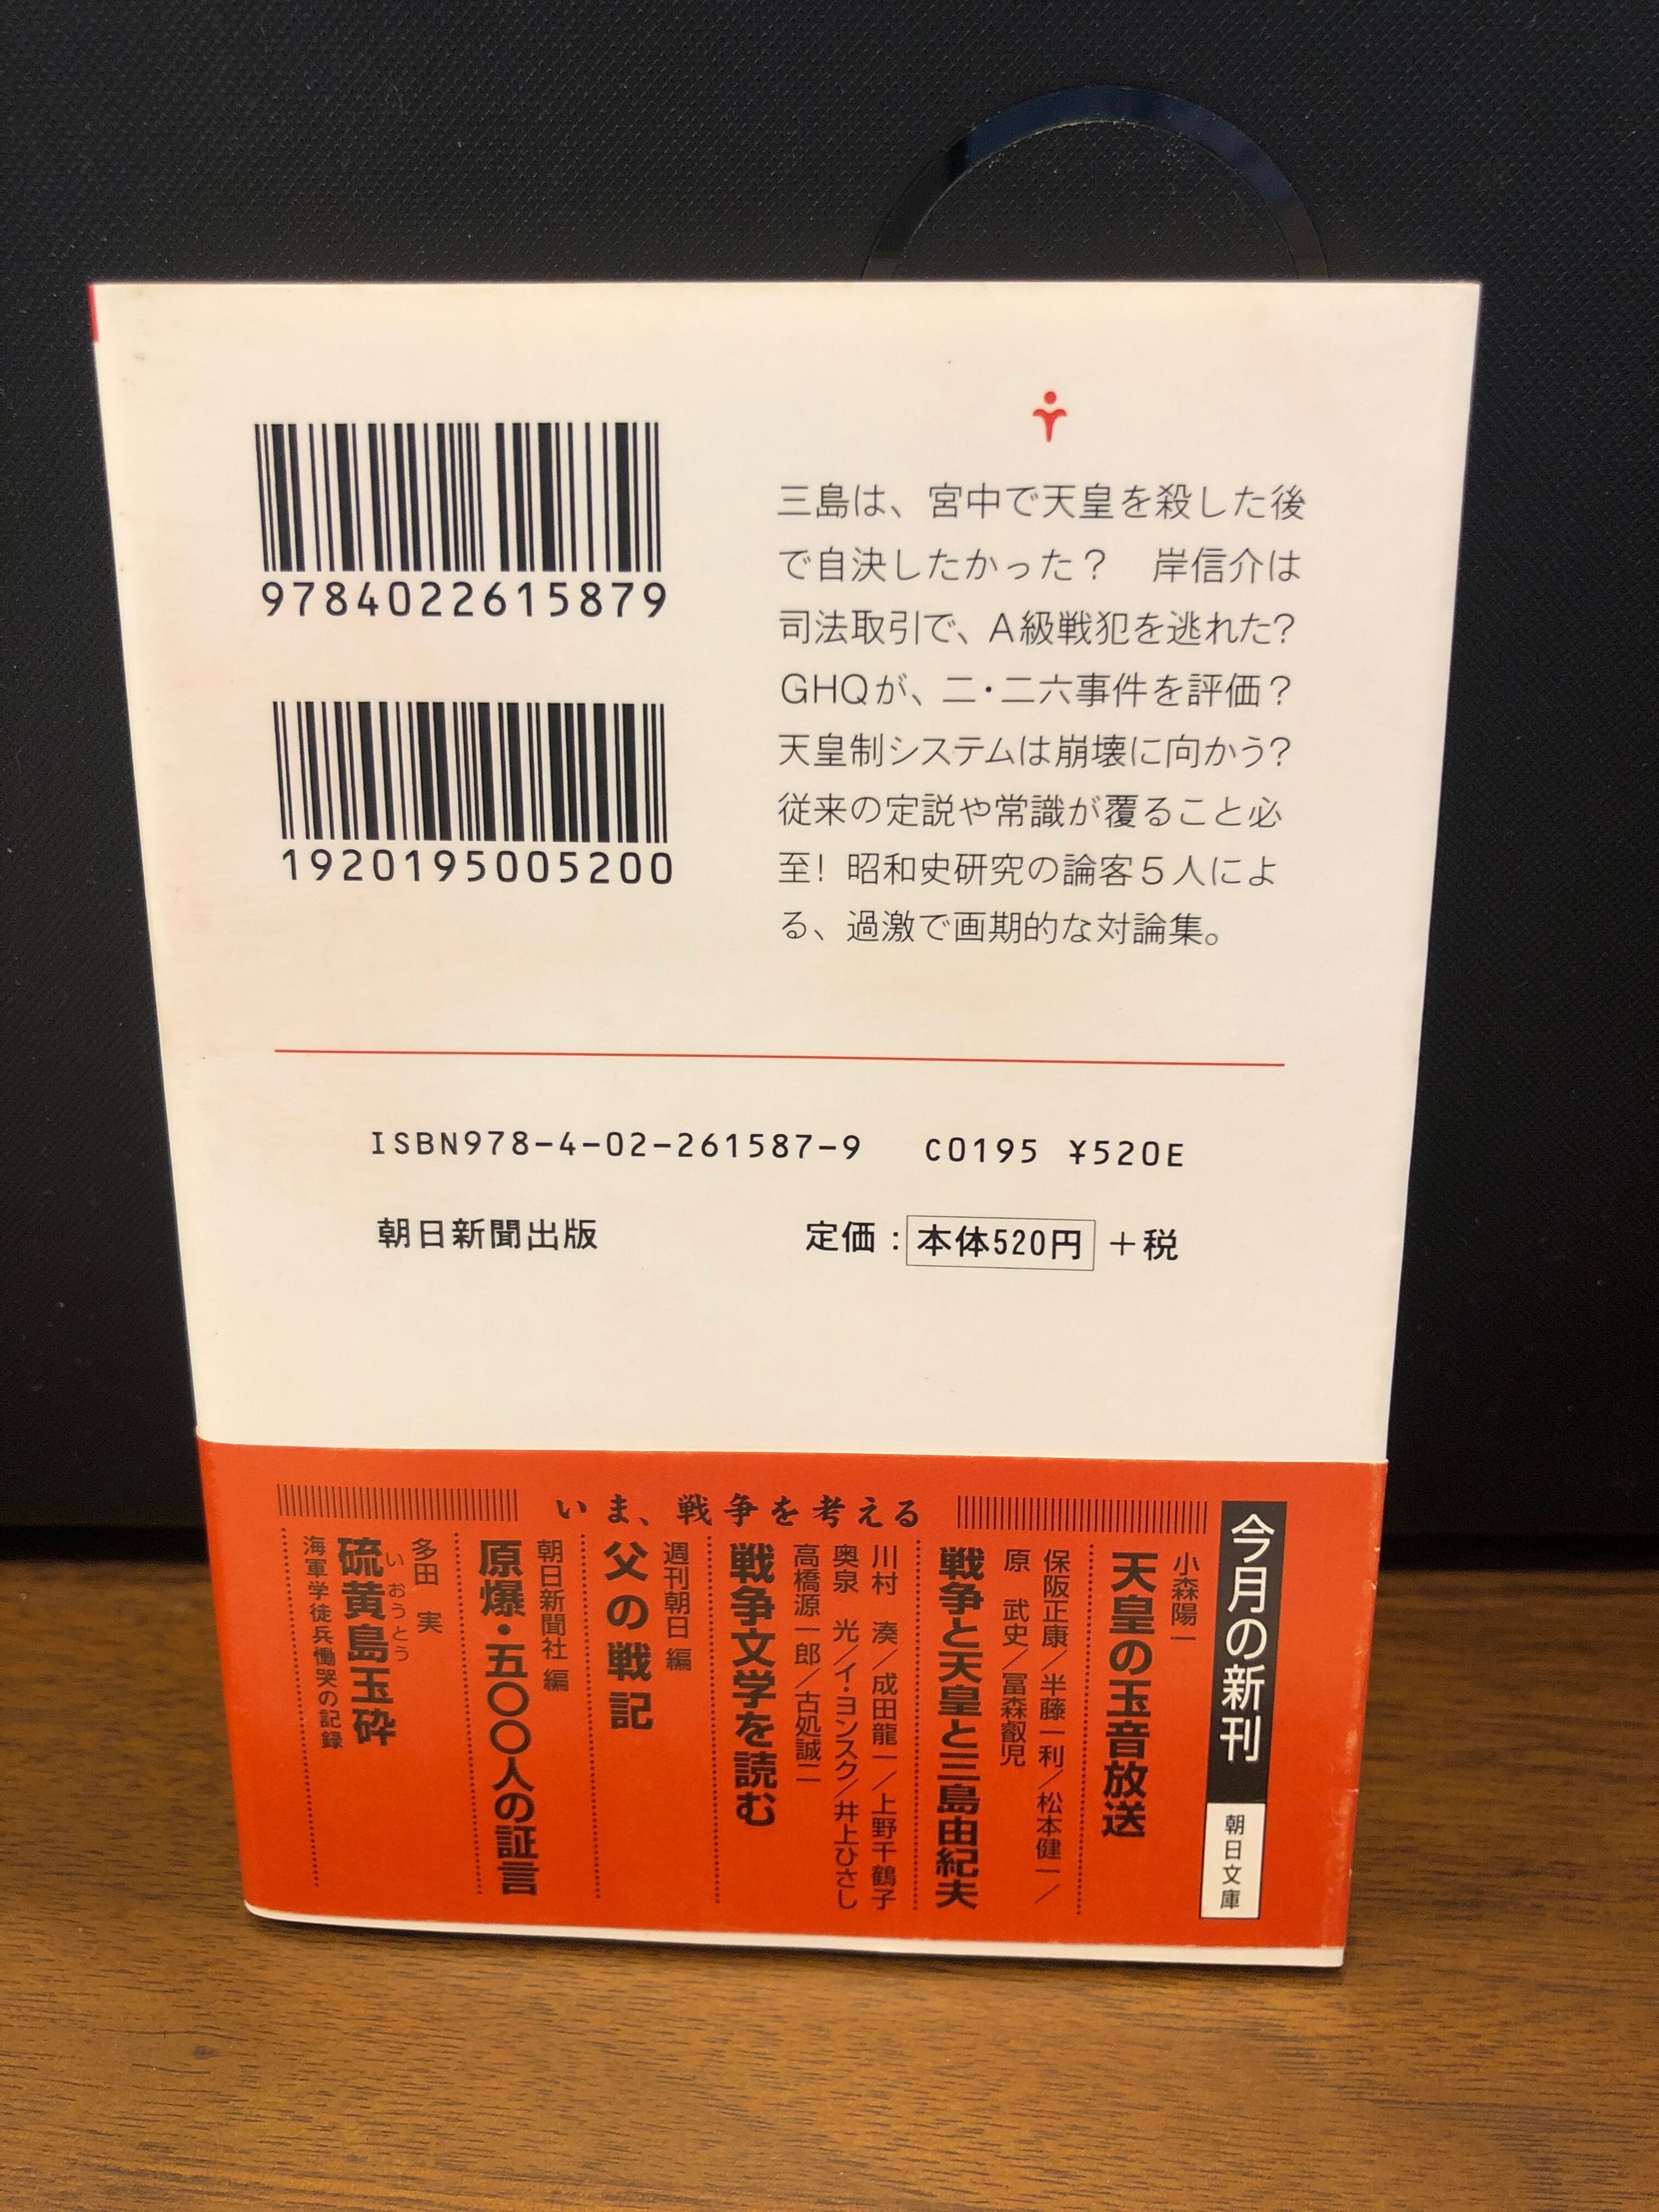 9784022615879
1920195005200
三島は、宮中で天皇を殺した後
で自決したかった？　岸信介は
司法取引で、A級戦犯を逃れた?
GHQが、二・二六事件を評価？
天皇制システムは崩壊に向かう?
従来の定説や常識が覆ること必
至! 昭和史研究の論客５人によ
る、過激で画期的な対論集。
ISBN978-4-02-261587-9　C0195 ¥520E
朝日新聞出版
定価：本体520円＋税
今月の新刊
朝日文庫
いま、戦争を考える
小森陽一
天皇の玉音放送
保阪正康／半藤一利／松本健一／
原　武史／冨森叡児
戦争と天皇と三島由紀夫
川村　湊／成田龍一／上野千鶴子
奥泉　光／イ・ヨンスク／井上ひさし
高橋源一郎／古処誠二
戦争文学を読む
週刊朝日 編
父の戦記
朝日新聞社 編
原爆・五〇〇人の証言
多田　実
いおうとう
硫黄島玉砕
海軍学徒兵慟哭の記録